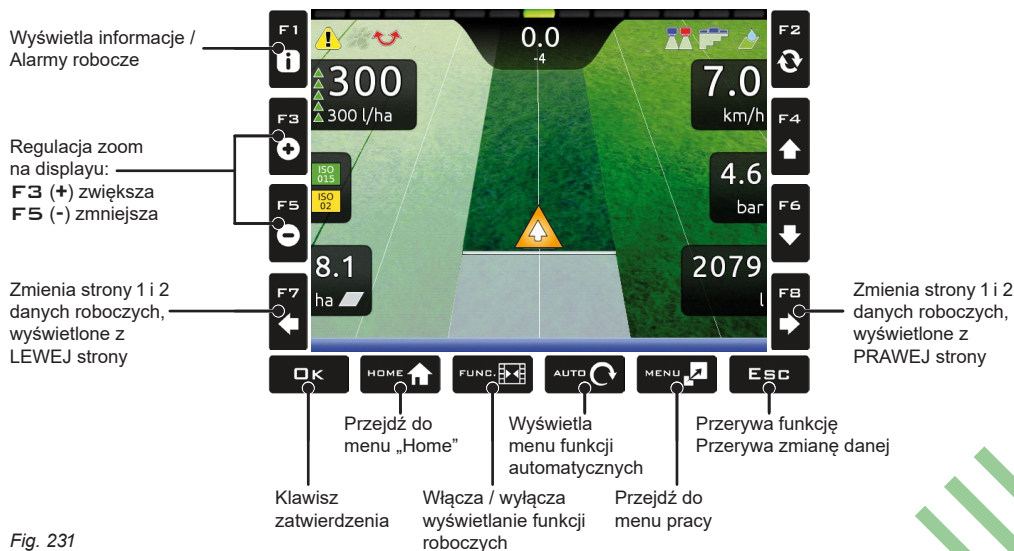 Wyświetla informacje /
Alarmy robocze
Regulacja zoom
na displayu:
F3 (+) zwiększa
F5 (-) zmniejsza
Zmienia strony 1 i 2
danych roboczych,
wyświetlone z
LEWEJ strony
F1
F3
F5
F7
0.0
-4
300
300 l/ha
ISO
015
ISO
02
8.1
ha
7.0
km/h
4.6
bar
2079
l
F2
F4
F6
F8
Zmienia strony 1 i 2
danych roboczych,
wyświetlone z
PRAWEJ strony
OK
HOME
FUNC.
AUTO
MENU
ESC
Przejdź do
menu „Home”
Wyświetla
menu funkcji
automatycznych
Przerywa funkcję
Przerywa zmianę danej
Klawisz
zatwierdzenia
Włącza / wyłącza
wyświetlanie funkcji
roboczych
Przejdź do
menu pracy
Fig. 231